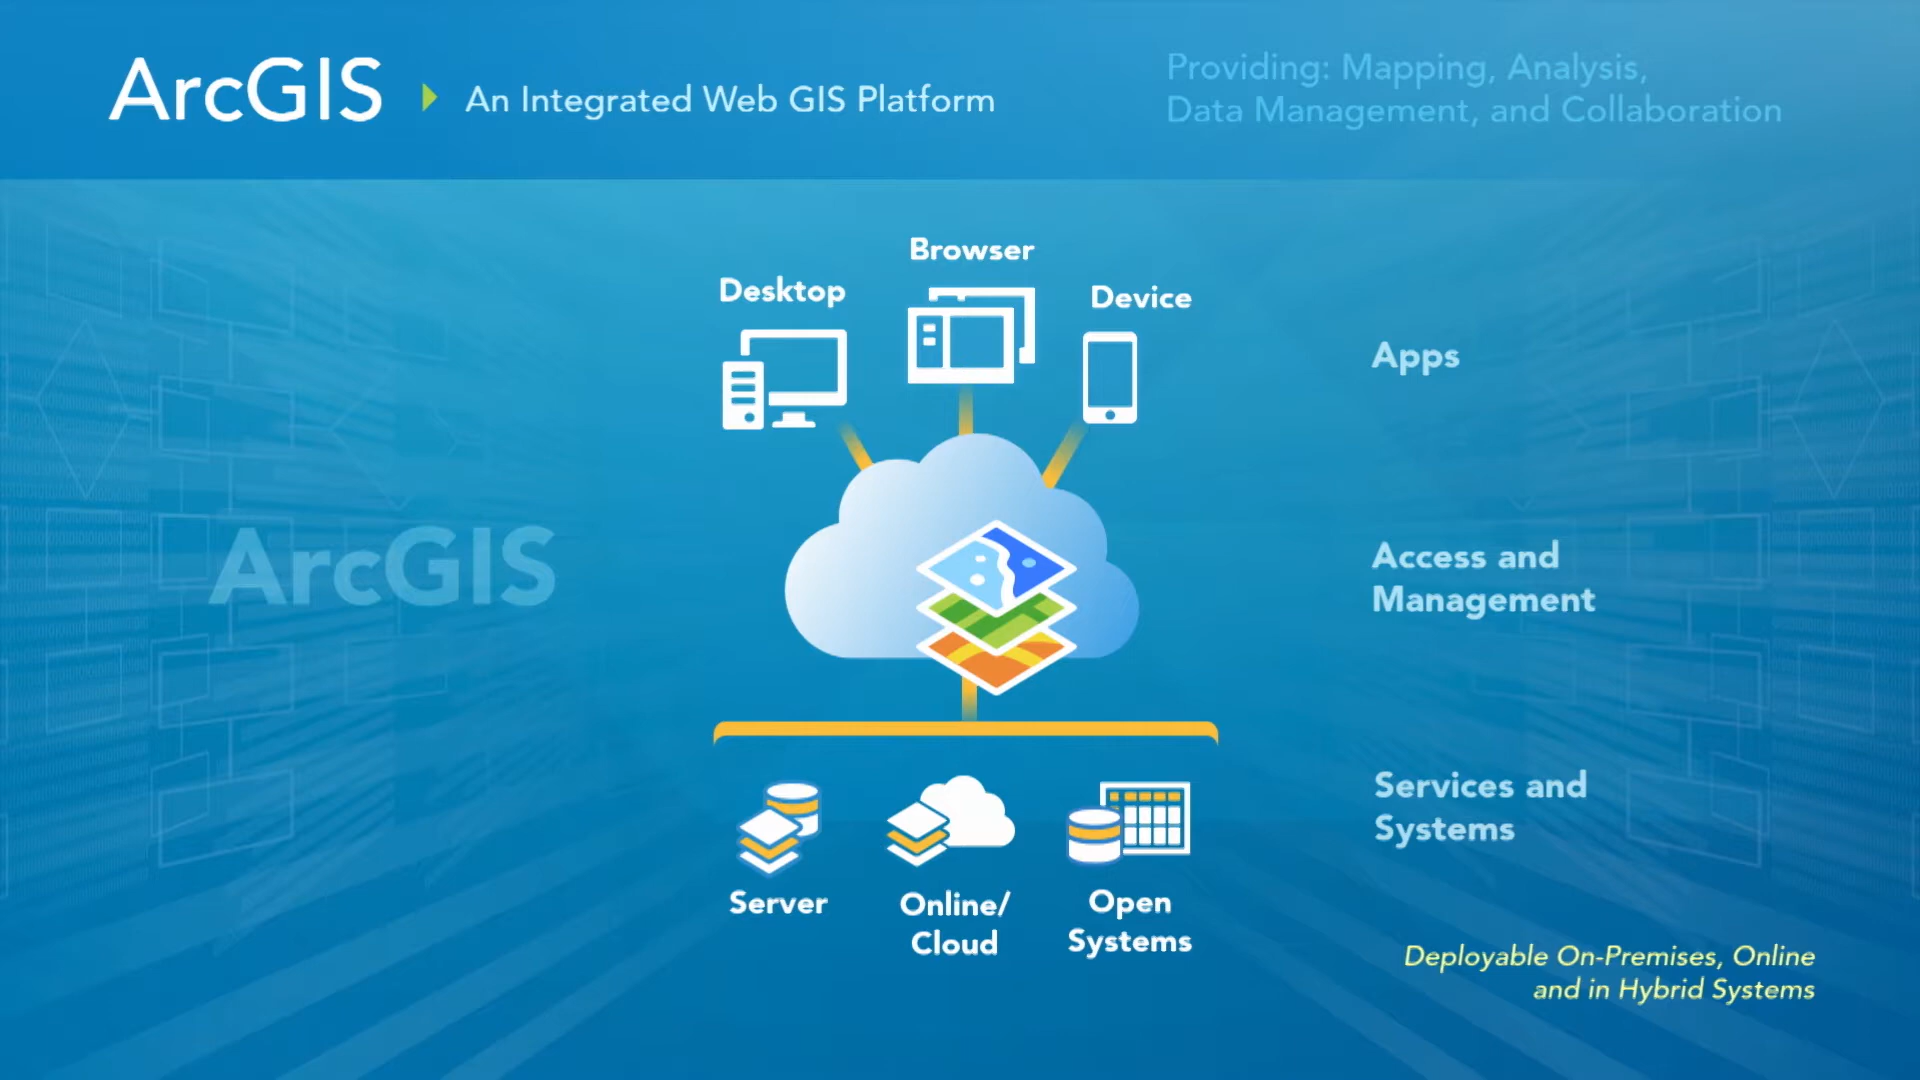 ArcGIS
An Integrated Web GIS Platform
Providing: Mapping, Analysis,
Data Management, and Collaboration
Browser
Desktop
Device
Apps
ArcGIS
Access and
Management
Services and
Systems
Server
Online/
Cloud
Open
Systems
Deployable On-Premises, Online
and in Hybrid Systems